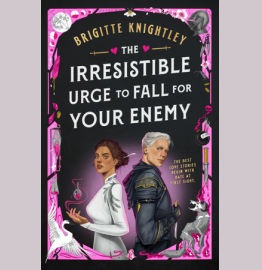 BRIGITTE KNIGHTLEY
THE
IRRESISTIBLE
URGE TO FALL FOR
YOUR ENEMY
THE BEST
LOVE STORIES
BEGIN WITH
HATE AT
FIRST SIGHT.